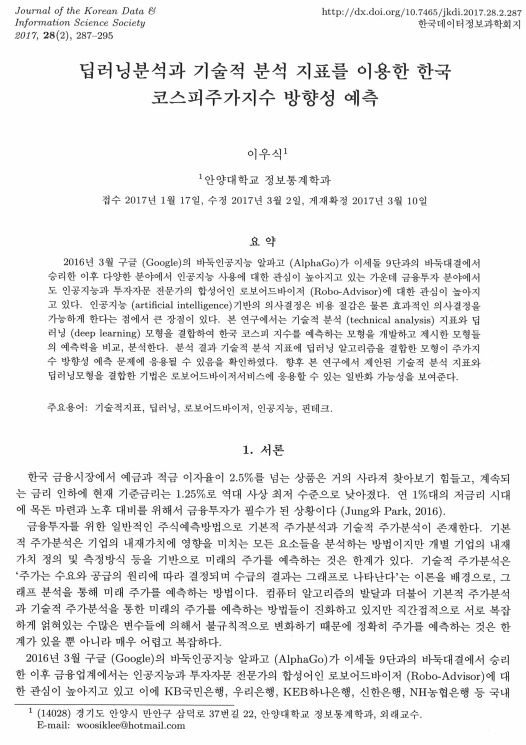 Journal of the Korean Data &
Information Science Society
2017, 28(2), 287–295
http://dx.doi.org/10.7465/jkdi.2017.28.2.287
한국데이터정보과학회지
딥러닝분석과 기술적 분석 지표를 이용한 한국
코스피주가지수 방향성 예측
이우식¹
¹안양대학교 정보통계학과
접수 2017년 1월 17일, 수정 2017년 3월 2일, 게재확정 2017년 3월 10일
요 약
2016년 3월 구글 (Google)의 바둑인공지능 알파고 (AlphaGo)가 이세돌 9단과의 바둑대결에서
승리한 이후 다양한 분야에서 인공지능 사용에 대한 관심이 높아지고 있는 가운데 금융투자 분야에서
도 인공지능과 투자자문 전문가의 합성어인 로보어드바이저 (Robo-Advisor)에 대한 관심이 높아지
고 있다. 인공지능 (artificial intelligence)기반의 의사결정은 비용 절감은 물론 효과적인 의사결정을
가능하게 한다는 점에서 큰 장점이 있다. 본 연구에서는 기술적 분석 (technical analysis) 지표와 딥
러닝 (deep learning) 모형을 결합하여 한국 코스피 지수를 예측하는 모형을 개발하고 제시한 모형들
의 예측력을 비교, 분석한다. 분석 결과 기술적 분석 지표에 딥러닝 알고리즘을 결합한 모형이 주가지
수 방향성 예측 문제에 응용될 수 있음을 확인하였다. 향후 본 연구에서 제안된 기술적 분석 지표와
딥러닝모형을 결합한 기법은 로보어드바이저서비스에 응용할 수 있는 일반화 가능성을 보여준다.
주요용어: 기술적지표, 딥러닝, 로보어드바이저, 인공지능, 핀테크.
1. 서론
한국 금융시장에서 예금과 적금 이자율이 2.5%를 넘는 상품은 거의 사라져 찾아보기 힘들고, 계속되
는 금리 인하에 현재 기준금리는 1.25%로 역대 사상 최저 수준으로 낮아졌다. 연 1%대의 저금리 시대
에 목돈 마련과 노후 대비를 위해서 금융투자가 필수가 된 상황이다 (Jung와 Park, 2016).
금융투자를 위한 일반적인 주식예측방법으로 기본적 주가분석과 기술적 주가분석이 존재한다. 기본
적 주가분석은 기업의 내재가치에 영향을 미치는 모든 요소들을 분석하는 방법이지만 개별 기업의 내재
가치 정의 및 측정방식 등을 기반으로 미래의 주가를 예측하는 것은 한계가 있다. 기술적 주가분석은
‘주가는 수요와 공급의 원리에 따라 결정되며 수급의 결과는 그래프로 나타난다’는 이론을 배경으로, 그
래프 분석을 통해 미래 주가를 예측하는 방법이다. 컴퓨터 알고리즘의 발달과 더불어 기본적 주가분석
과 기술적 주가분석을 통한 미래의 주가를 예측하는 방법들이 진화하고 있지만 직간접적으로 서로 복잡
하게 얽혀있는 수많은 변수들에 의해서 불규칙적으로 변화하기 때문에 정확히 주가를 예측하는 것은 한
계가 있을 뿐 아니라 매우 어렵고 복잡하다.
2016년 3월 구글 (Google)의 바둑인공지능 알파고 (AlphaGo)가 이세돌 9단과의 바둑대결에서 승리
한 이후 금융업계에서는 인공지능과 투자자문 전문가의 합성어인 로보어드바이저 (Robo-Advisor)에 대
한 관심이 높아지고 있고 이에 KB국민은행, 우리은행, KEB하나은행, 신한은행, NH농협은행 등 국내
¹ (14028) 경기도 안양시 만안구 삼덕로 37번길 22, 안양대학교 정보통계학과, 외래교수.
E-mail: woosiklee@hotmail.com